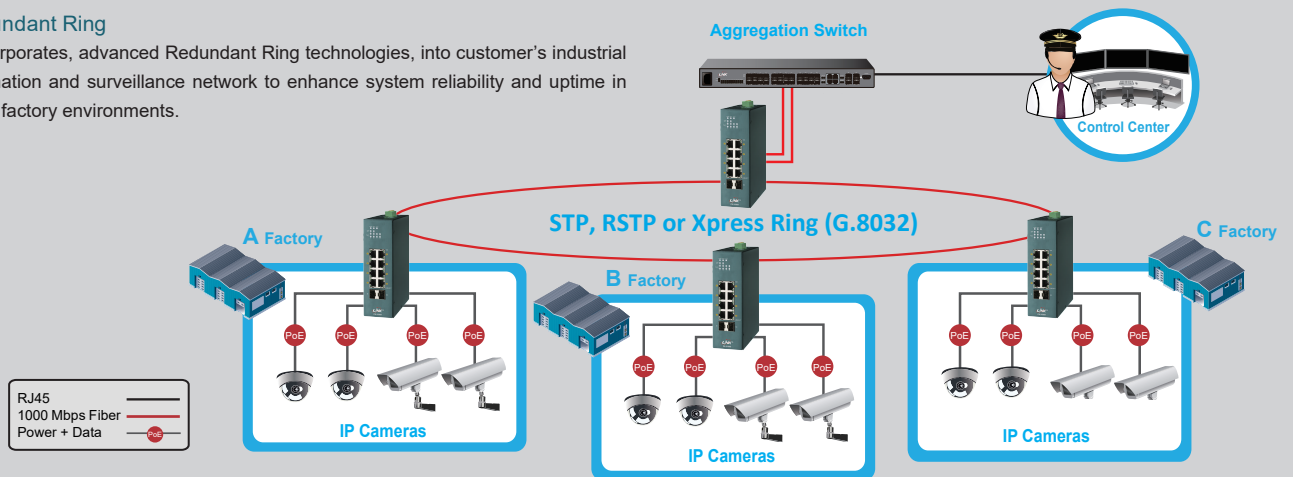 undant Ring
rporates, advanced Redundant Ring technologies, into customer's industrial
nation and surveillance network to enhance system reliability and uptime in
factory environments.
Aggregation Switch
Control Center
STP, RSTP or Xpress Ring (G.8032)
A Factory
B Factory
C Factory
PoE PoE PoE PoE
PoE PoE PoE PoE
PoE PoE PoE PoE
IP Cameras
IP Cameras
IP Cameras
RJ45
1000 Mbps Fiber
Power + Data PoE